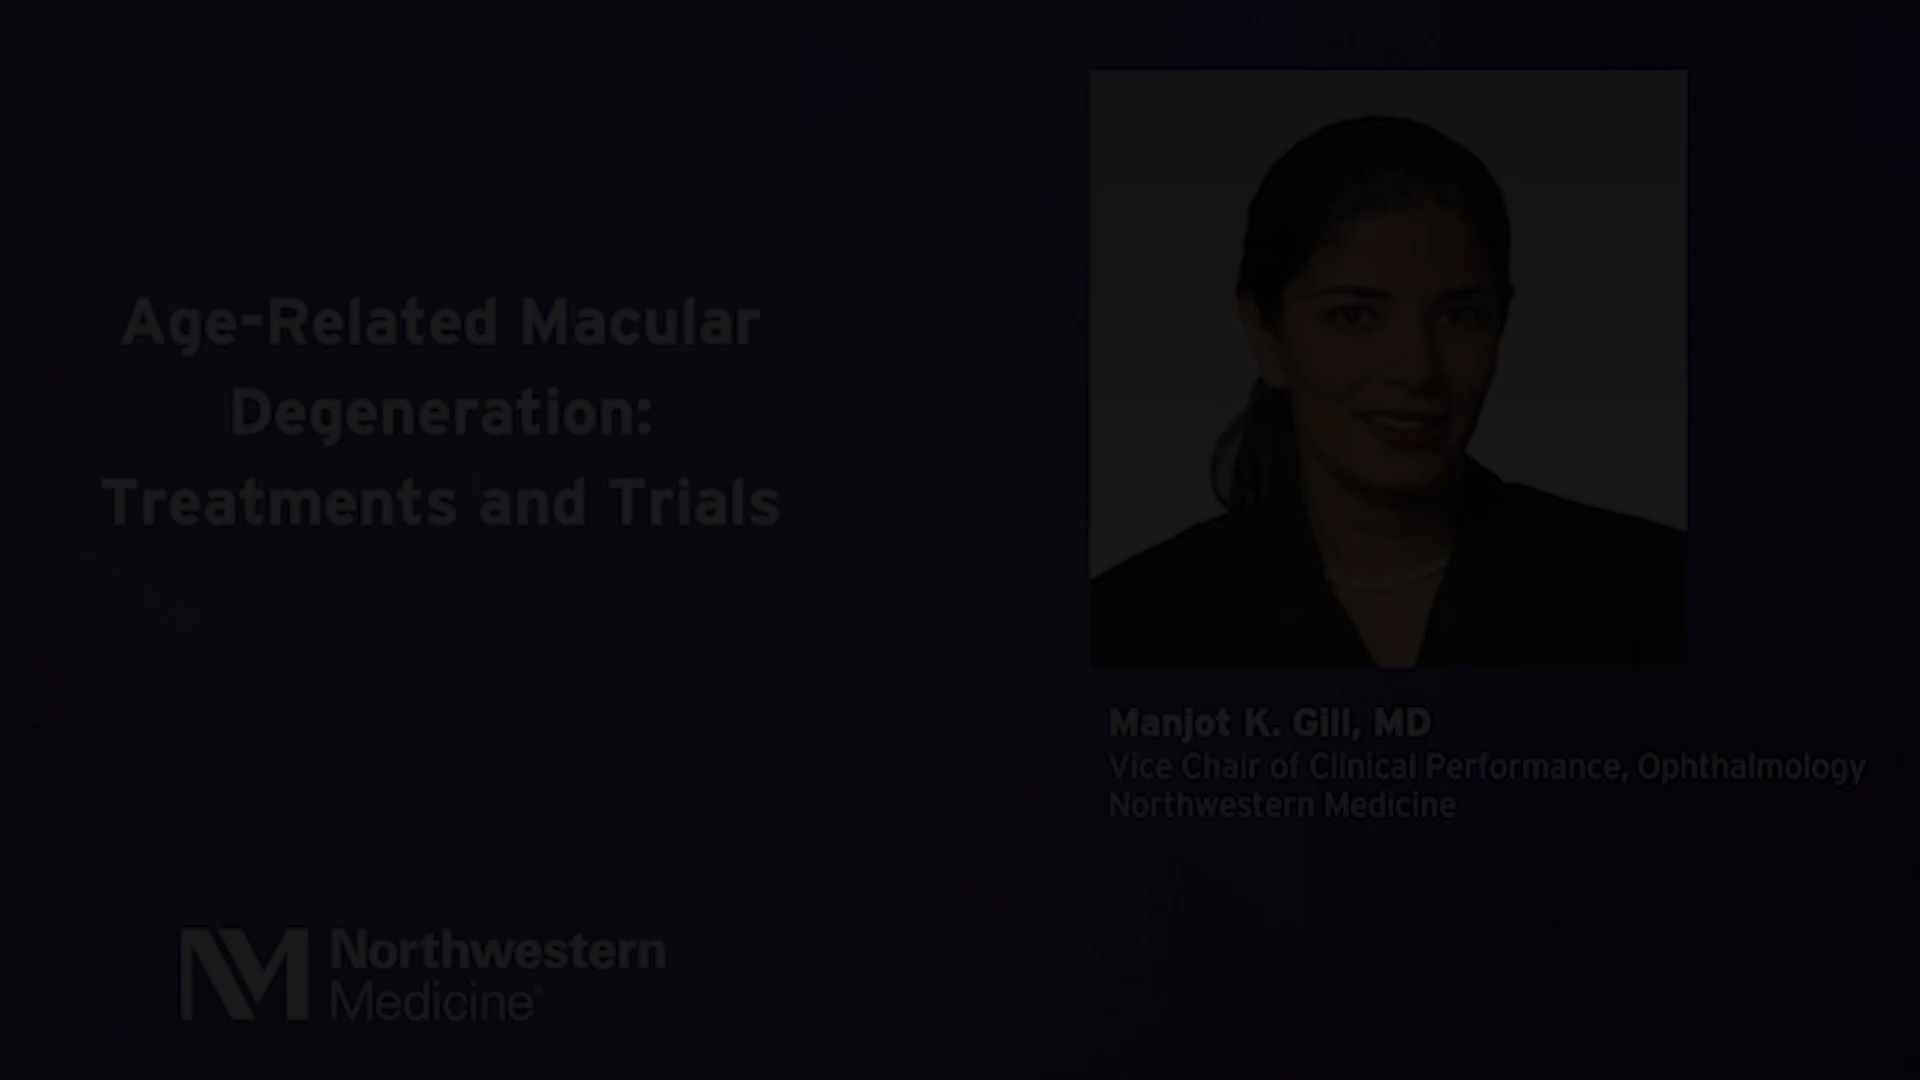 Age-Related Macular
Degeneration:
Treatments and Trials
Manjot K. Gill, MD
Vice Chair of Clinical Performance, Ophthalmology
Northwestern Medicine
NM Northwestern
Medicine®